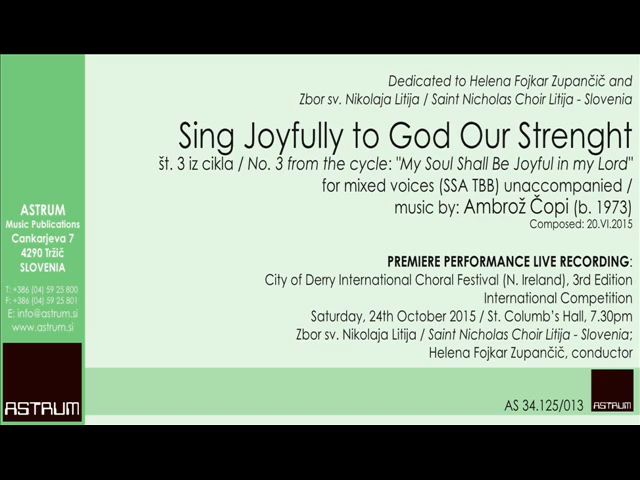 Dedicated to Helena Fojkar Zupančič and
Zbor sv. Nikolaja Litija / Saint Nicholas Choir Litija - Slovenia
Sing Joyfully to God Our Strenght
št. 3 iz cikla / No. 3 from the cycle: "My Soul Shall Be Joyful in my Lord"
for mixed voices (SSA TBB) unaccompanied /
music by: Ambrož Čopi (b. 1973)
Composed: 20.VI.2015
PREMIERE PERFORMANCE LIVE RECORDING:
City of Derry International Choral Festival (N. Ireland), 3rd Edition
International Competition
Saturday, 24th October 2015 / St. Columb's Hall, 7.30pm
Zbor sv. Nikolaja Litija / Saint Nicholas Choir Litija - Slovenia;
Helena Fojkar Zupančič, conductor
AS 34.125/013
ASTRUM
ASTRUM
Music Publications
Cankarjeva 7
4290 Tržič
SLOVENIA
T: +386 (04) 59 25 800
F: +386 (04) 59 25 801
E: info@astrum.si
www.astrum.si
ASTRUM